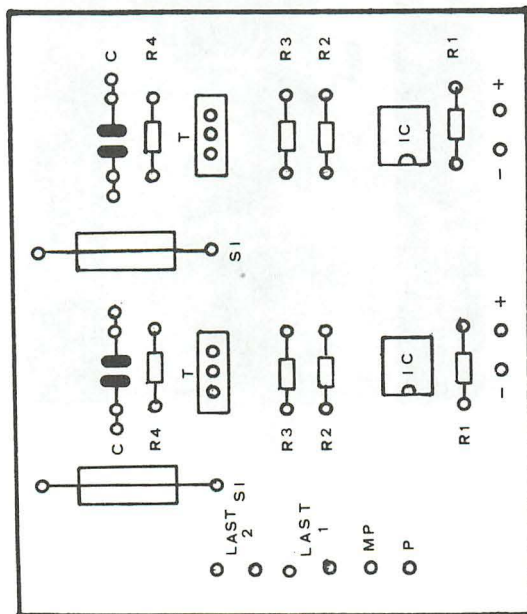 C
R4
T
R3
R2
IC
R1
+
-
SI
C
R4
T
R3
R2
IC
R1
+
-
SI
LAST
2
LAST
1
MP
P